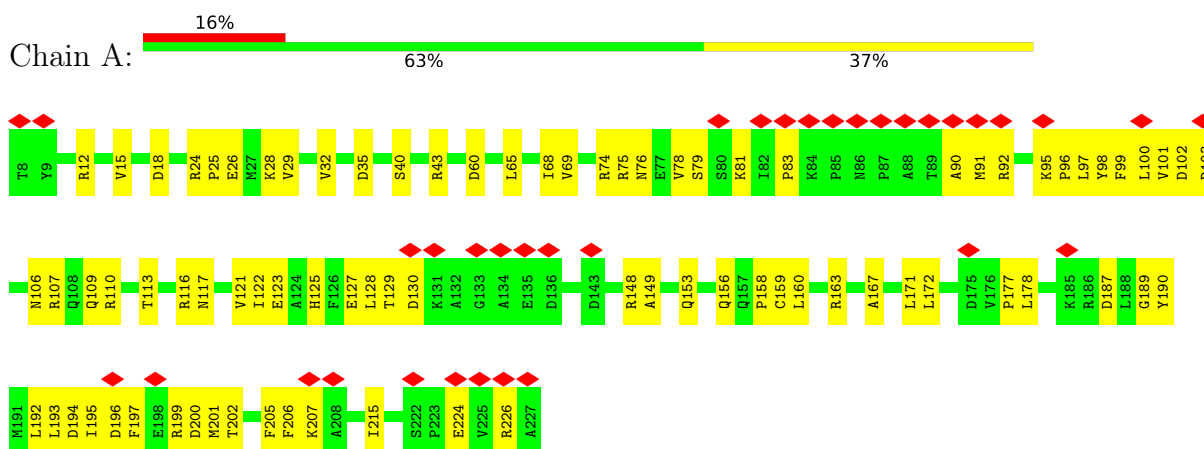 16%
Chain A:
63% 37%
T8 Y9 R12 V15 D18 R24 P25 E26 M27 K28 V29 V32 D35 S40 R43 D60 L65 I68 V69 R74 R75 N76 E77 V78 S79 S80 K81 I82 P83 K84 P85 N86 P87 A88 T89 A90 M91 R92 K95 P96 L97 Y98 F99 L100 V101 D102
N106 R107 Q108 Q109 R110 T113 R116 N117 V121 I122 E123 A124 H125 F126 E127 L128 T129 D130 K131 A132 G133 A134 E135 D136 D143 R148 A149 Q153 Q156 Q157 P158 C159 L160 R163 A167 L171 L172 D175 V176 P177 L178 K185 R186 D187 L188 G189 Y190
M191 L192 L193 D194 I195 D196 F197 E198 R199 D200 M201 T202 F205 F206 K207 A208 I215 S222 P223 E224 V225 R226 A227